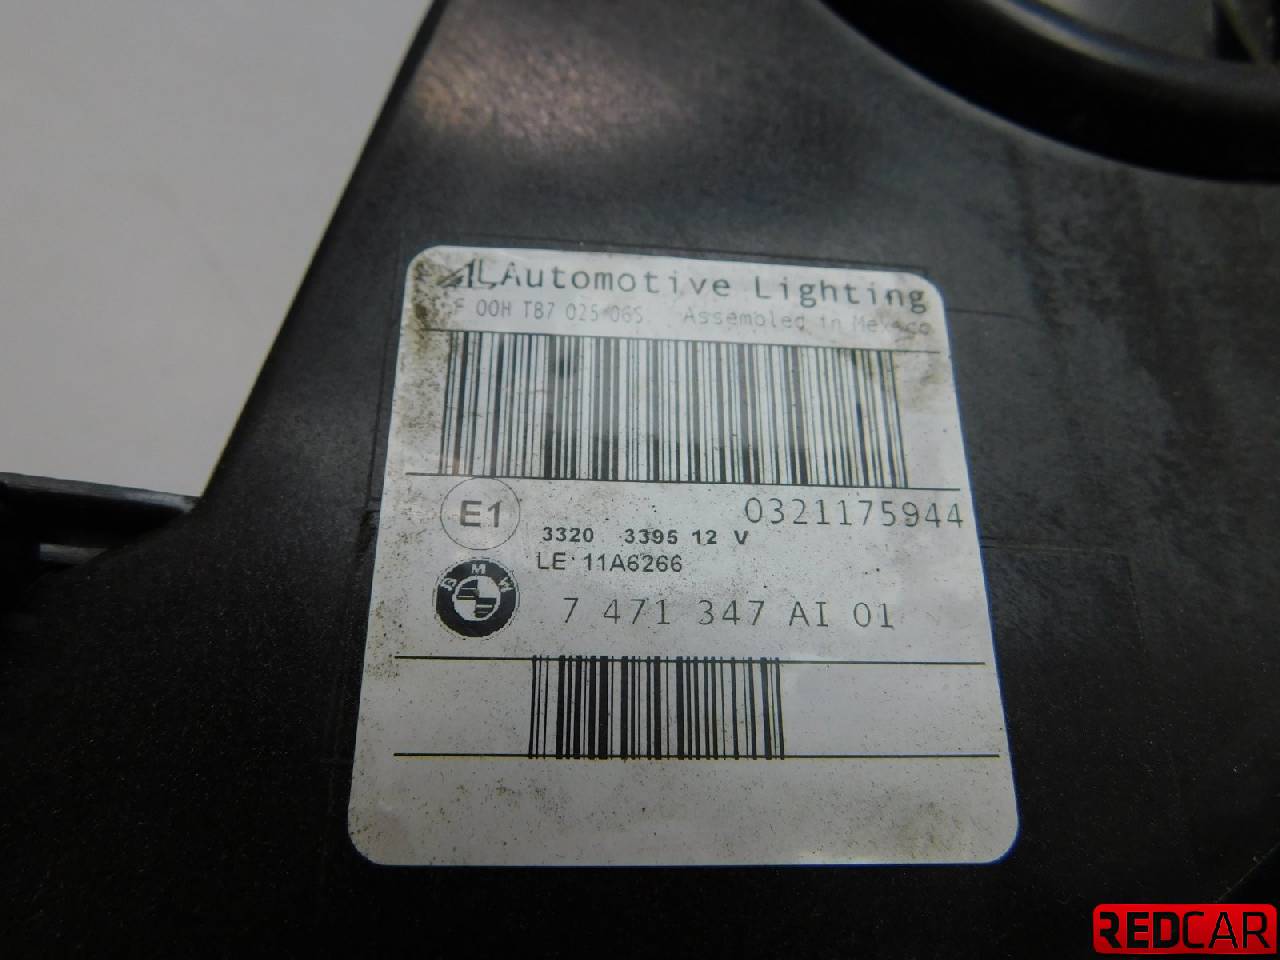 AL Automotive Lighting
F 00H TB7 025 06S Assembled in Mexico
E1
0321175944
3320 3395 12 V
LE 11A6266
BMW
7 471 347 AI 01
REDCAR